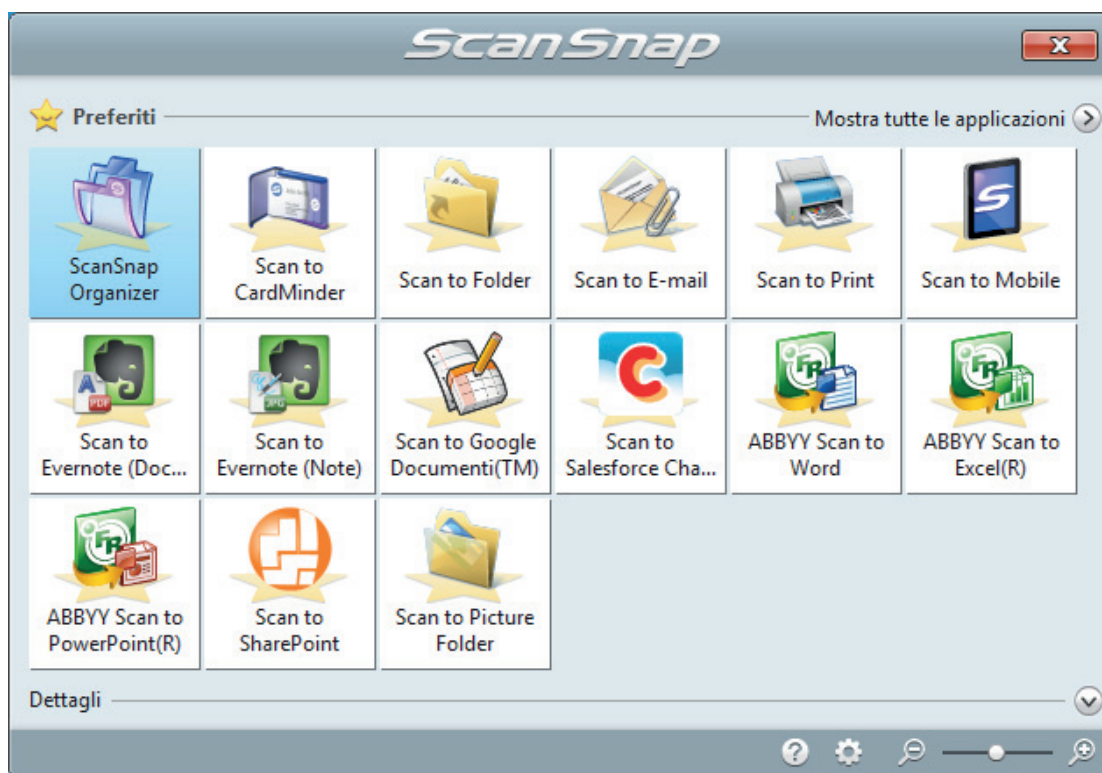 ScanSnap
Preferiti
Mostra tutte le applicazioni
ScanSnap
Organizer
Scan to
CardMinder
Scan to Folder
Scan to E-mail
Scan to Print
Scan to Mobile
Scan to
Evernote (Doc...
Scan to
Evernote (Note)
Scan to Google
Documenti(TM)
Scan to
Salesforce Cha...
ABBYY Scan to
Word
ABBYY Scan to
Excel(R)
ABBYY Scan to
PowerPoint(R)
Scan to
SharePoint
Scan to Picture
Folder
Dettagli